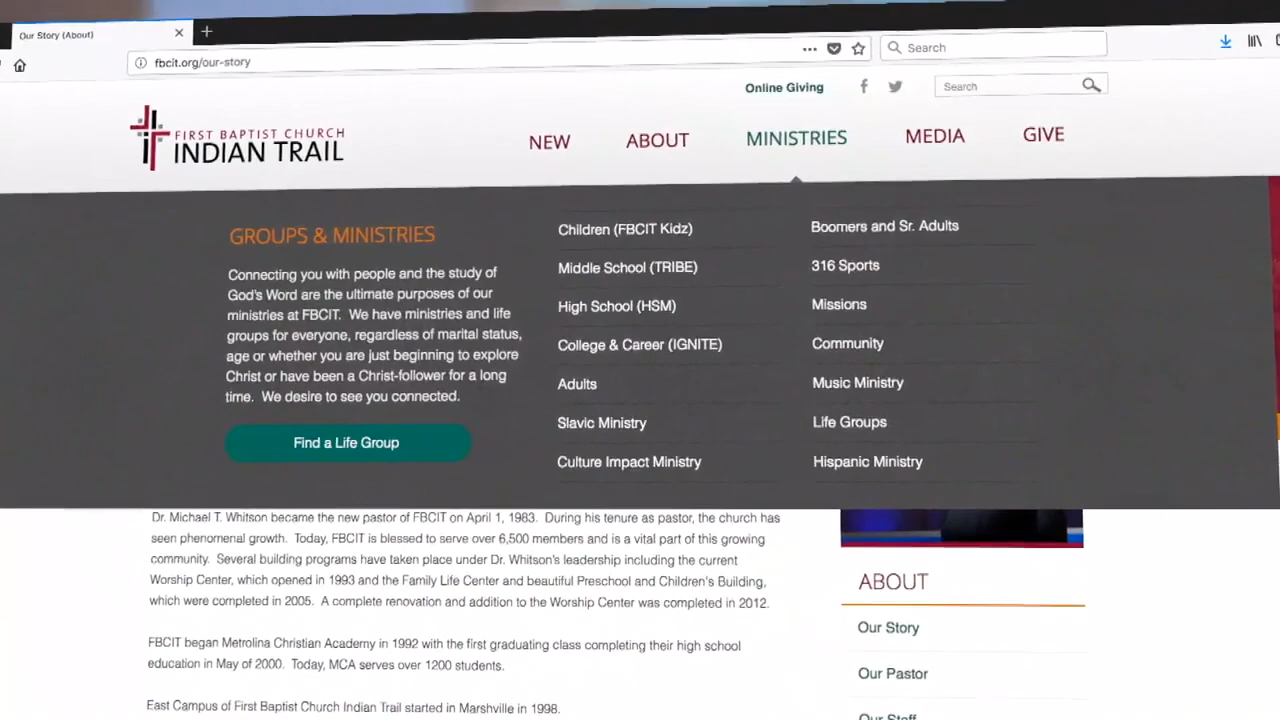 Our Story (About)
fbcit.org/our-story
Search
Online Giving
Search
FIRST BAPTIST CHURCH
INDIAN TRAIL
NEW
ABOUT
MINISTRIES
MEDIA
GIVE
GROUPS & MINISTRIES
Connecting you with people and the study of
God's Word are the ultimate purposes of our
ministries at FBCIT. We have ministries and life
groups for everyone, regardless of marital status,
age or whether you are just beginning to explore
Christ or have been a Christ-follower for a long
time. We desire to see you connected.
Find a Life Group
Children (FBCIT Kidz)
Middle School (TRIBE)
High School (HSM)
College & Career (IGNITE)
Adults
Slavic Ministry
Culture Impact Ministry
Boomers and Sr. Adults
316 Sports
Missions
Community
Music Ministry
Life Groups
Hispanic Ministry
Dr. Michael T. Whitson became the new pastor of FBCIT on April 1, 1983. During his tenure as pastor, the church has
seen phenomenal growth. Today, FBCIT is blessed to serve over 6,500 members and is a vital part of this growing
community. Several building programs have taken place under Dr. Whitson's leadership including the current
Worship Center, which opened in 1993 and the Family Life Center and beautiful Preschool and Children's Building,
which were completed in 2005. A complete renovation and addition to the Worship Center was completed in 2012.
FBCIT began Metrolina Christian Academy in 1992 with the first graduating class completing their high school
education in May of 2000. Today, MCA serves over 1200 students.
East Campus of First Baptist Church Indian Trail started in Marshville in 1998.
ABOUT
Our Story
Our Pastor
Our Staff